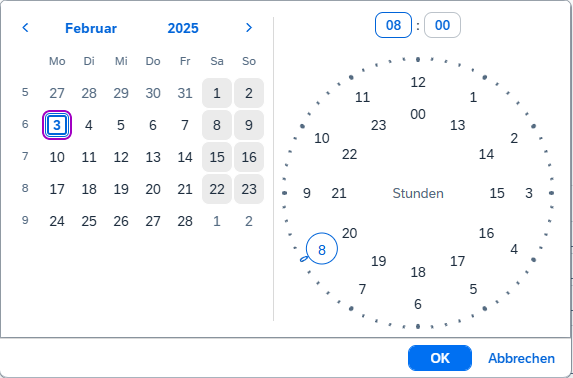 Februar 2025
Mo Di Mi Do Fr Sa So
5 27 28 29 30 31 1 2
6 3 4 5 6 7 8 9
7 10 11 12 13 14 15 16
8 17 18 19 20 21 22 23
9 24 25 26 27 28 1 2
08 : 00
12
11 1
00
23 13
10 2
22 14
9 21 Stunden 15 3
20 16
8 4
19 17
18
7 5
6
OK Abbrechen